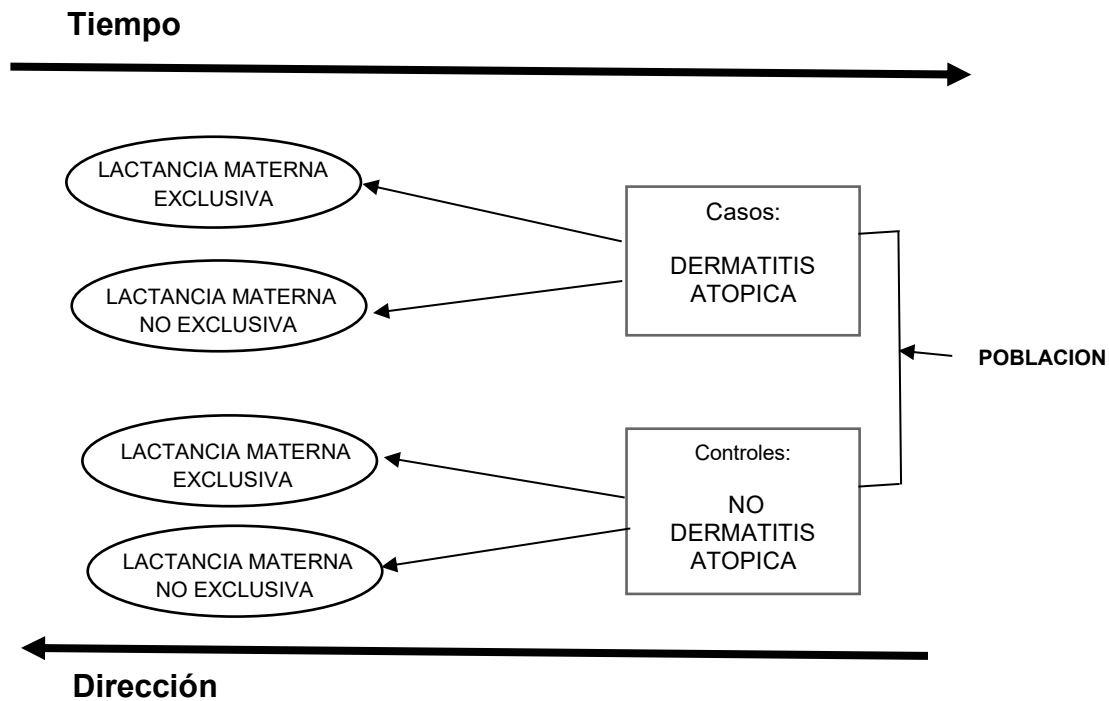 Tiempo
LACTANCIA MATERNA
EXCLUSIVA
LACTANCIA MATERNA
NO EXCLUSIVA
Casos:
DERMATITIS
ATOPICA
POBLACION
LACTANCIA MATERNA
EXCLUSIVA
LACTANCIA MATERNA
NO EXCLUSIVA
Controles:
NO
DERMATITIS
ATOPICA
Dirección